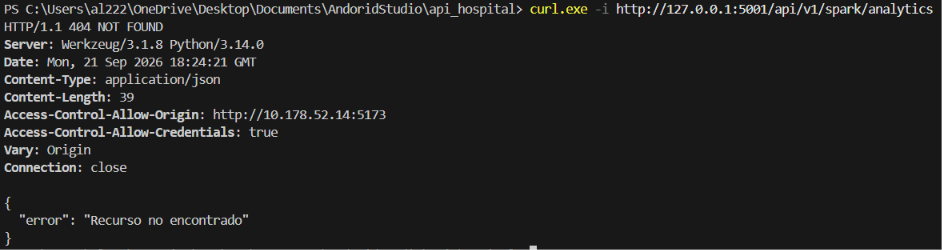 PS C:\Users\al222\OneDrive\Desktop\Documents\AndoridStudio\api_hospital> curl.exe -i http://127.0.0.1:5001/api/v1/spark/analytics
HTTP/1.1 404 NOT FOUND
Server: Werkzeug/3.1.8 Python/3.14.0
Date: Mon, 21 Sep 2026 18:24:21 GMT
Content-Type: application/json
Content-Length: 39
Access-Control-Allow-Origin: http://10.178.52.14:5173
Access-Control-Allow-Credentials: true
Vary: Origin
Connection: close
{
  "error": "Recurso no encontrado"
}